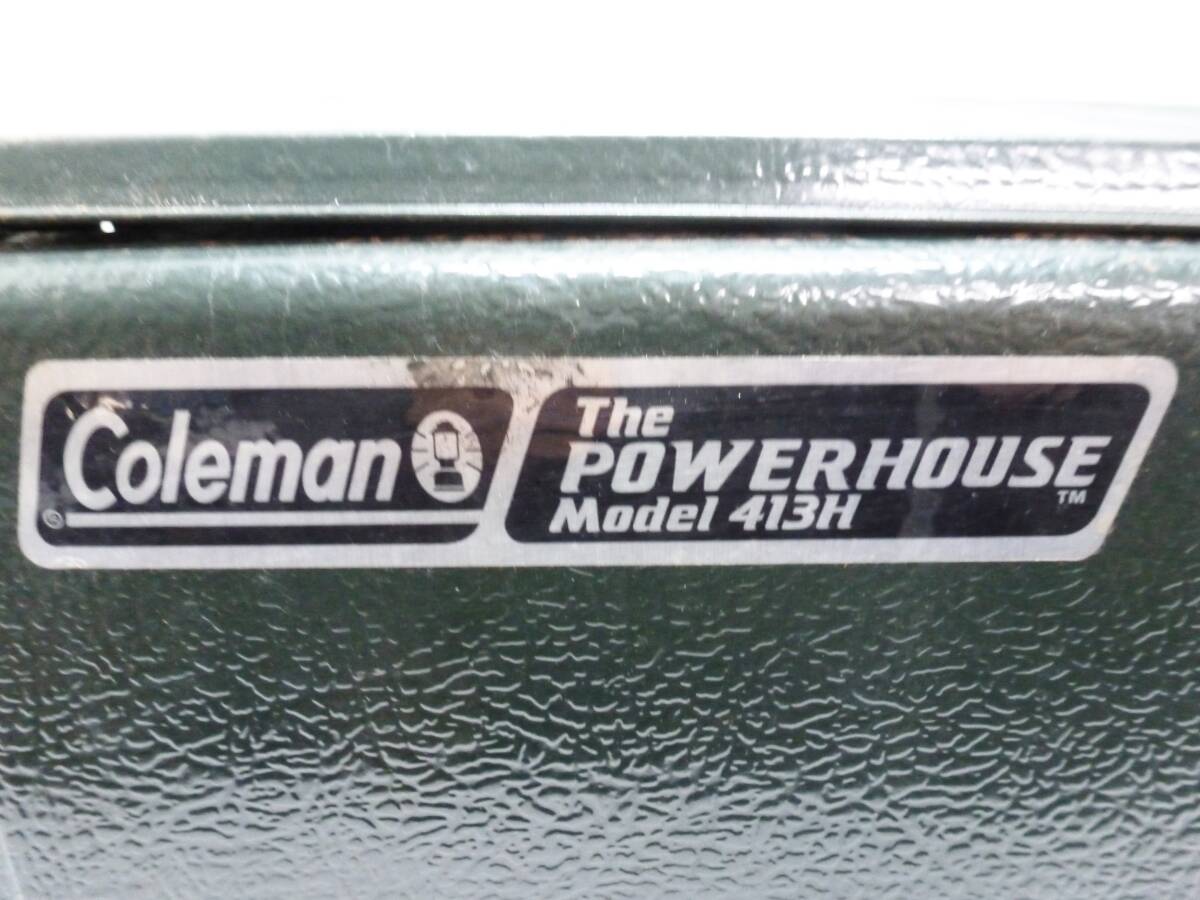 Coleman
The
POWERHOUSE
TM
Model 413H